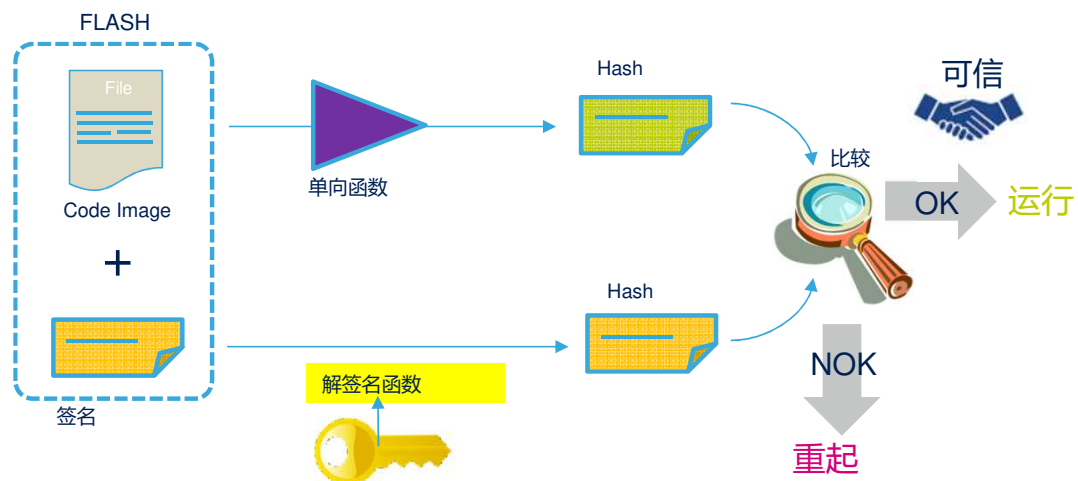 FLASH
File
Code Image
+
签名
单向函数
Hash
Hash
解签名函数
比较
可信
OK
运行
NOK
重起